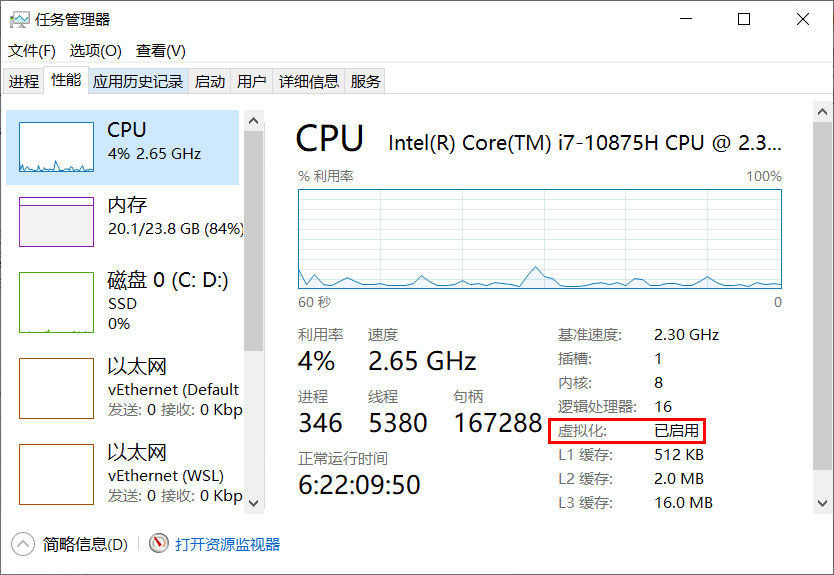 任务管理器
文件(F) 选项(O) 查看(V)
进程 性能 应用历史记录 启动 用户 详细信息 服务
CPU
4% 2.65 GHz
内存
20.1/23.8 GB (84%)
磁盘 0 (C: D:)
SSD
0%
以太网
vEthernet (Default
发送: 0 接收: 0 Kbp
以太网
vEthernet (WSL)
发送: 0 接收: 0 Kbp
CPU Intel(R) Core(TM) i7-10875H CPU @ 2.3...
% 利用率 100%
60 秒 0
利用率 速度
4% 2.65 GHz
进程 线程 句柄
346 5380 167288
正常运行时间
6:22:09:50
基准速度: 2.30 GHz
插槽: 1
内核: 8
逻辑处理器: 16
虚拟化: 已启用
L1 缓存: 512 KB
L2 缓存: 2.0 MB
L3 缓存: 16.0 MB
简略信息(D) 打开资源监视器